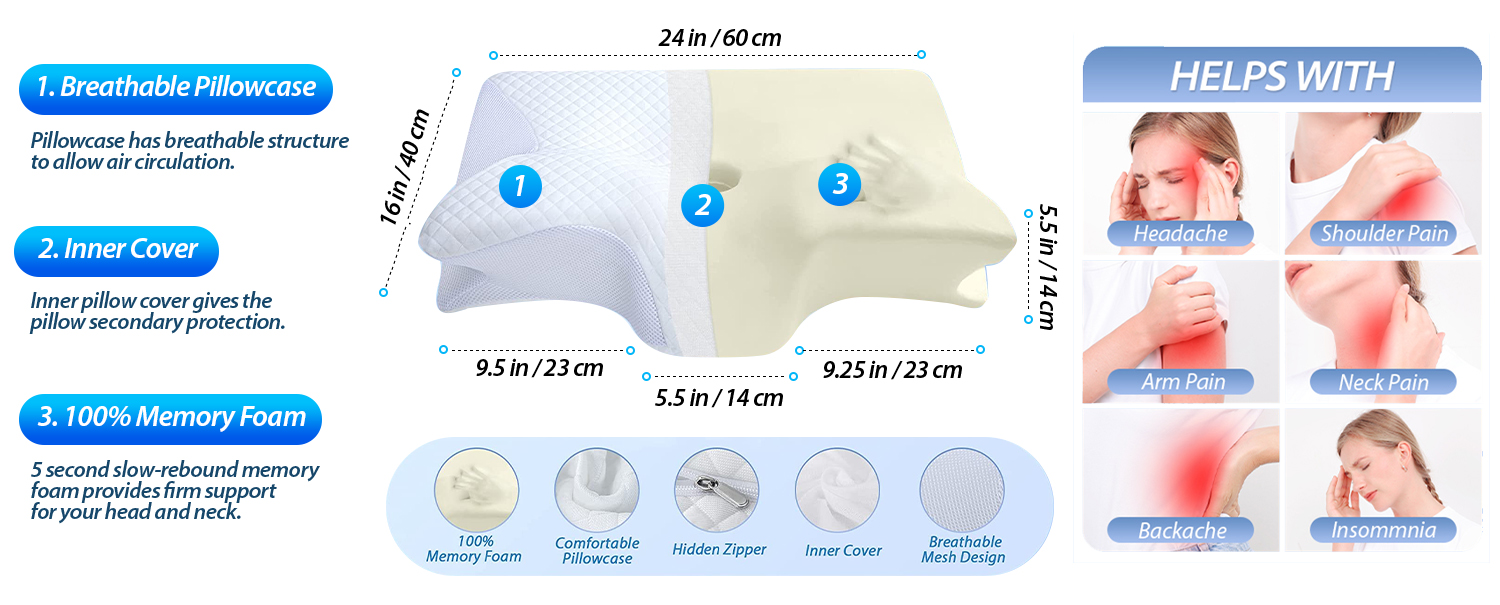 1. Breathable Pillowcase
Pillowcase has breathable structure
to allow air circulation.
2. Inner Cover
Inner pillow cover gives the
pillow secondary protection.
3. 100% Memory Foam
5 second slow-rebound memory
foam provides firm support
for your head and neck.
24 in / 60 cm
16 in / 40 cm
1
2
3
5.5 in / 14 cm
9.5 in / 23 cm
9.25 in / 23 cm
5.5 in / 14 cm
100%
Memory Foam
Comfortable
Pillowcase
Hidden Zipper
Inner Cover
Breathable
Mesh Design
HELPS WITH
Headache
Shoulder Pain
Arm Pain
Neck Pain
Backache
Insommnia